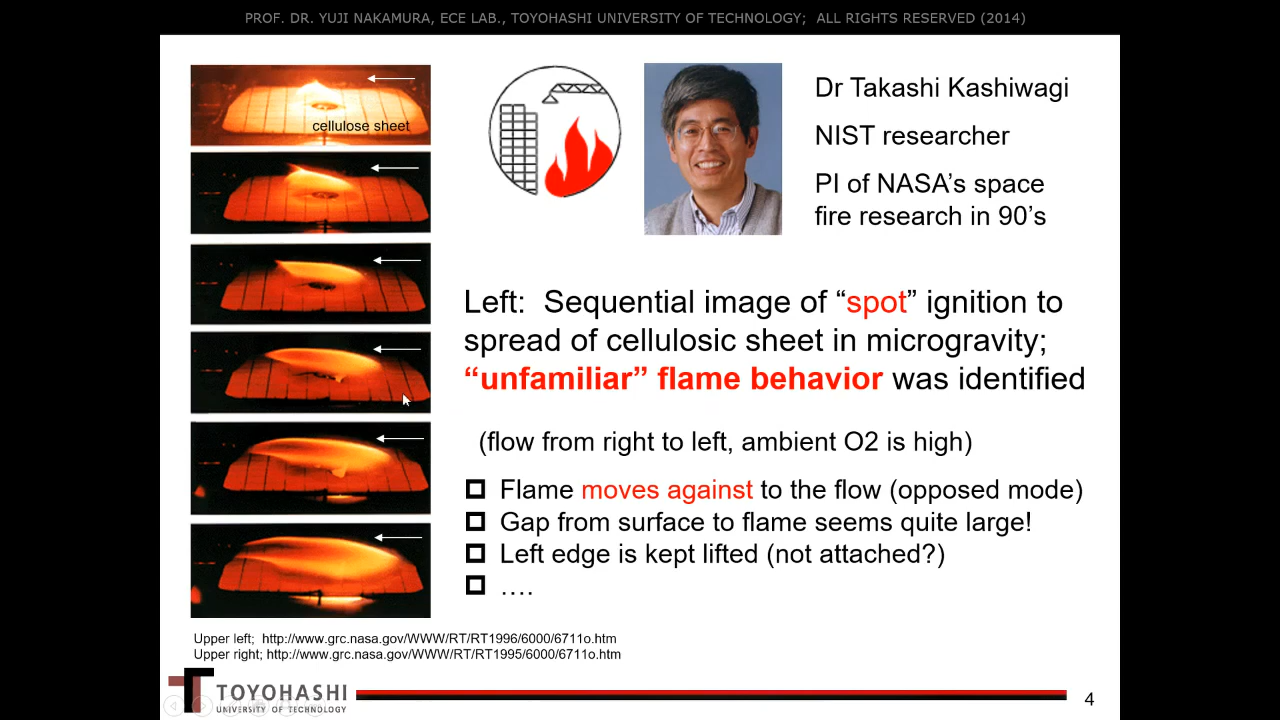 PROF. DR. YUJI NAKAMURA, ECE LAB., TOYOHASHI UNIVERSITY OF TECHNOLOGY;  ALL RIGHTS RESERVED (2014)
cellulose sheet
Dr Takashi Kashiwagi
NIST researcher
PI of NASA’s space
fire research in 90’s
Left:  Sequential image of “spot” ignition to
spread of cellulosic sheet in microgravity;
“unfamiliar” flame behavior was identified
(flow from right to left, ambient O2 is high)
Flame moves against to the flow (opposed mode)
Gap from surface to flame seems quite large!
Left edge is kept lifted (not attached?)
….
Upper left;  http://www.grc.nasa.gov/WWW/RT/RT1996/6000/6711o.htm
Upper right; http://www.grc.nasa.gov/WWW/RT/RT1995/6000/6711o.htm
TOYOHASHI
UNIVERSITY OF TECHNOLOGY
4